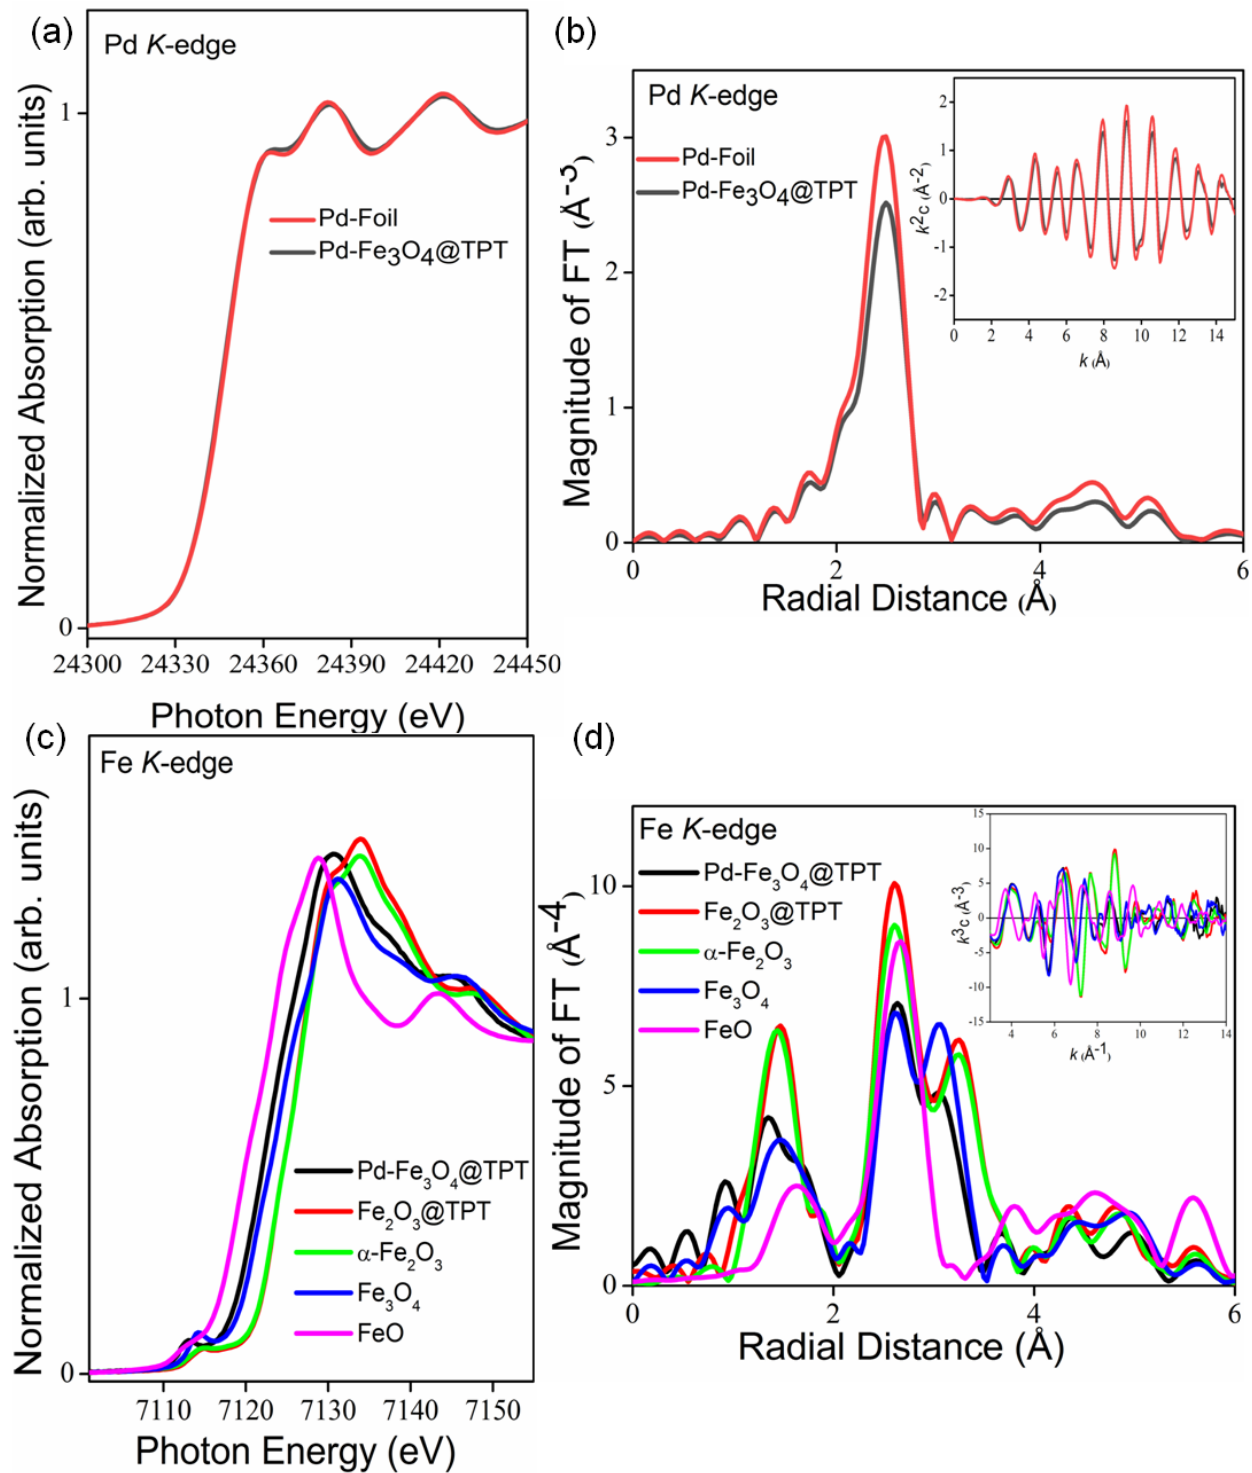 (a)
Pd K-edge
Normalized Absorption (arb. units)
1
0
Pd-Foil
Pd-Fe3O4@TPT
24300 24330 24360 24390 24420 24450
Photon Energy (eV)
(b)
Pd K-edge
Magnitude of FT (Å-3)
3
2
1
0
Pd-Foil
Pd-Fe3O4@TPT
0 2 4 6
Radial Distance (Å)
k2c (Å-2)
2
1
0
-1
-2
0 2 4 6 8 10 12 14
k (Å)
(c)
Fe K-edge
Normalized Absorption (arb. units)
1
0
Pd-Fe3O4@TPT
Fe2O3@TPT
α-Fe2O3
Fe3O4
FeO
7110 7120 7130 7140 7150
Photon Energy (eV)
(d)
Fe K-edge
Magnitude of FT (Å-4)
10
5
0
Pd-Fe3O4@TPT
Fe2O3@TPT
α-Fe2O3
Fe3O4
FeO
0 2 4 6
Radial Distance (Å)
k3c (Å-3)
15
10
5
0
-5
-10
-15
4 6 8 10 12 14
k (Å-1)